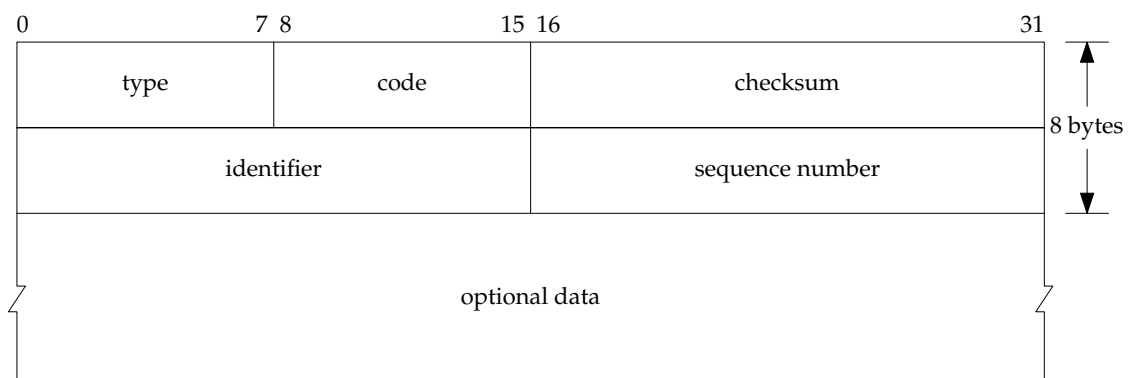 0 7 8 15 16 31
type code checksum
8 bytes
identifier sequence number
optional data